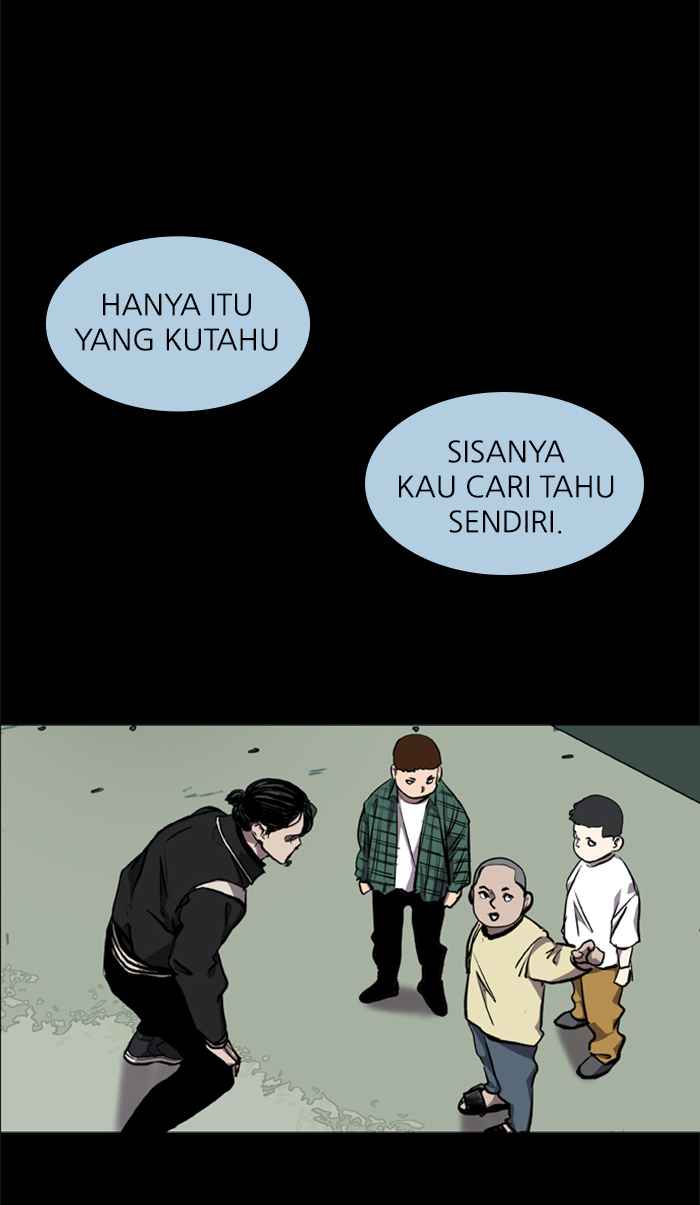 HANYA ITU
YANG KUTAHU
SISANYA
KAU CARI TAHU
SENDIRI.